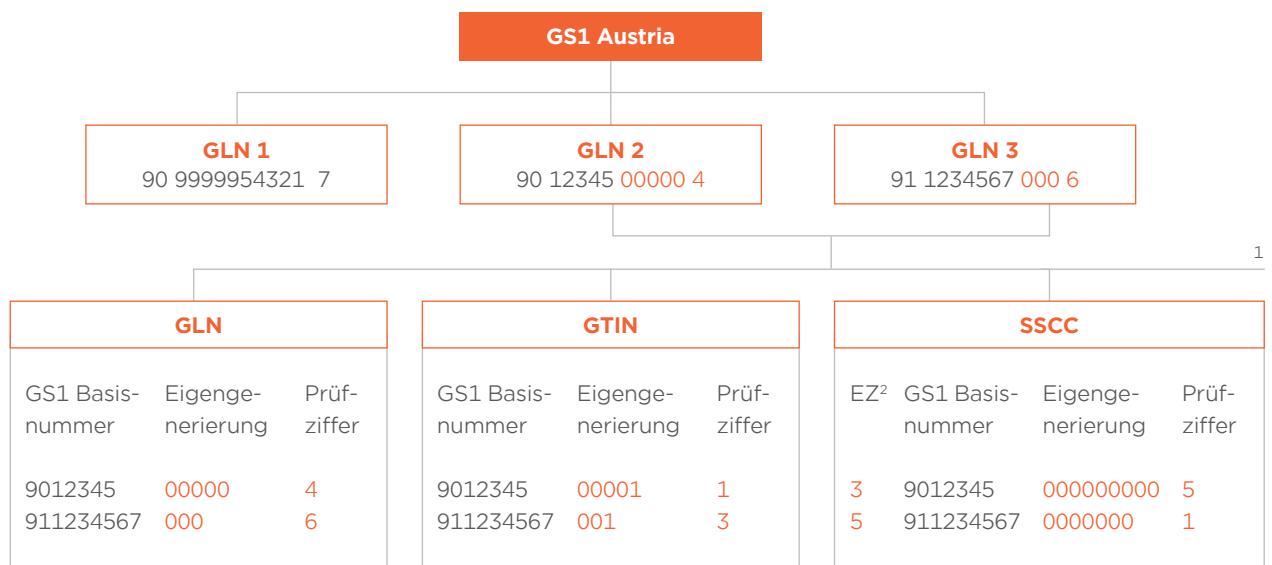 GS1 Austria
GLN 1
90 9999954321 7
GLN 2
90 12345 00000 4
GLN 3
91 1234567 000 6
1
GLN
GS1 Basis- Eigenge- Prüf-
nummer nerierung ziffer
9012345 00000 4
911234567 000 6
GTIN
GS1 Basis- Eigenge- Prüf-
nummer nerierung ziffer
9012345 00001 1
911234567 001 3
SSCC
EZ² GS1 Basis- Eigenge- Prüf-
nummer nerierung ziffer
3 9012345 000000000 5
5 911234567 0000000 1